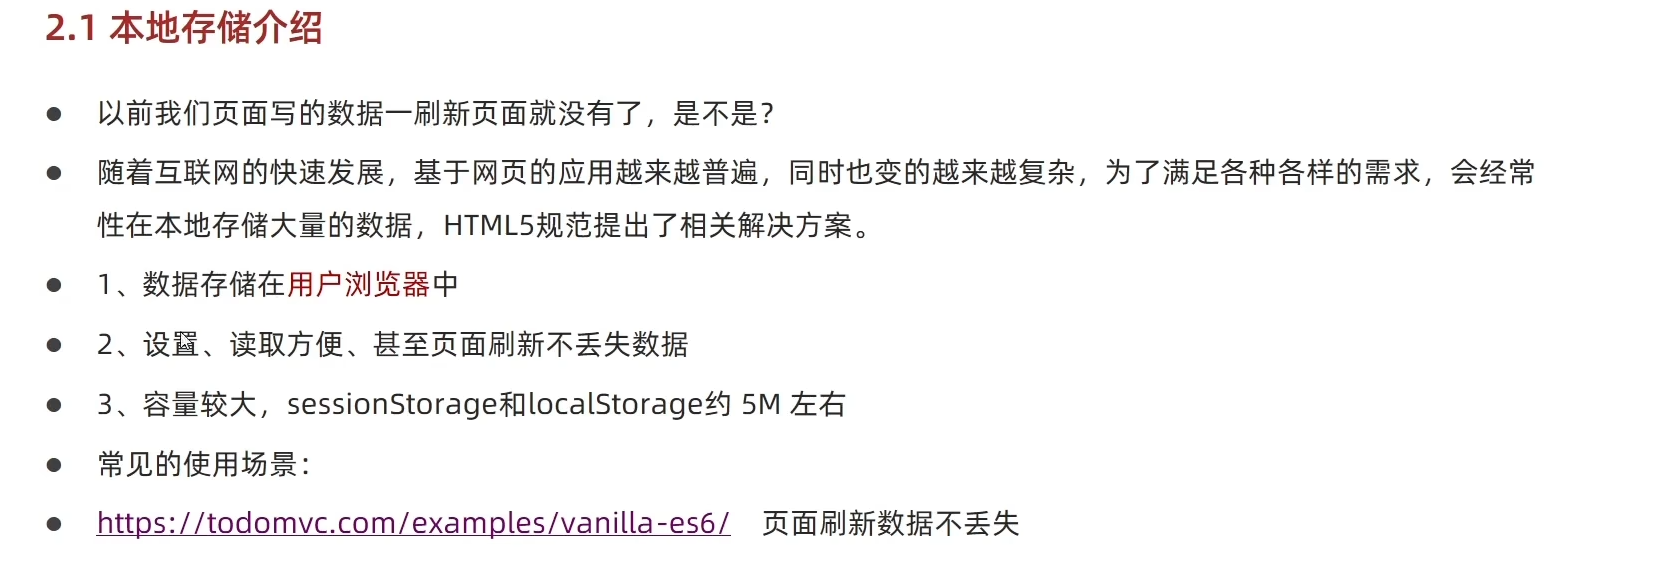 2.1 本地存储介绍
● 以前我们页面写的数据一刷新页面就没有了，是不是？
● 随着互联网的快速发展，基于网页的应用越来越普遍，同时也变的越来越复杂，为了满足各种各样的需求，会经常
性在本地存储大量的数据，HTML5规范提出了相关解决方案。
● 1、数据存储在用户浏览器中
● 2、设置、读取方便、甚至页面刷新不丢失数据
● 3、容量较大，sessionStorage和localStorage约 5M 左右
● 常见的使用场景：
● https://todomvc.com/examples/vanilla-es6/ 页面刷新数据不丢失